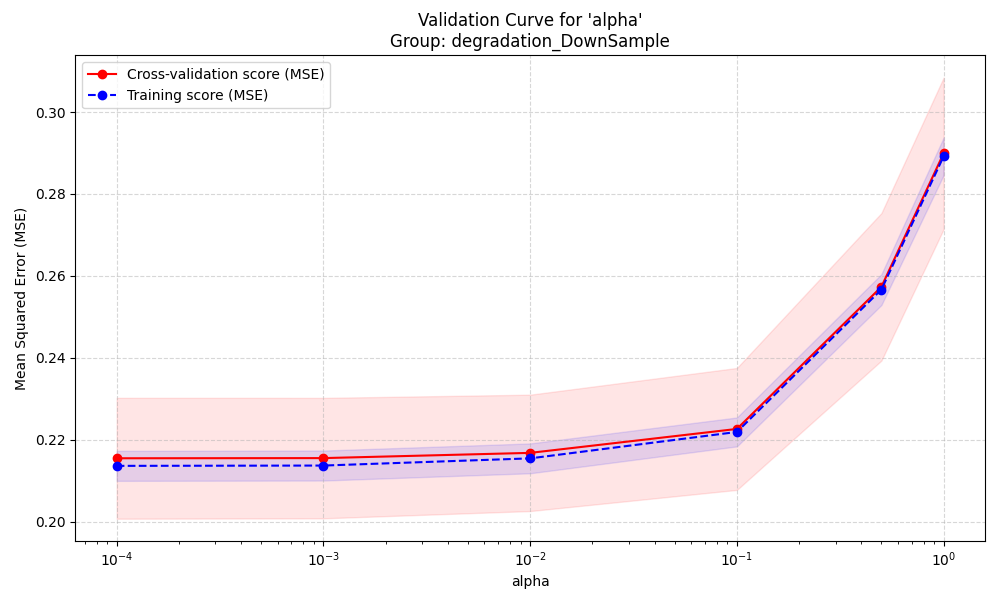 Validation Curve for 'alpha'
Group: degradation_DownSample
Cross-validation score (MSE)
Training score (MSE)
Mean Squared Error (MSE)
0.30
0.28
0.26
0.24
0.22
0.20
10⁻⁴
10⁻³
10⁻²
10⁻¹
10⁰
alpha